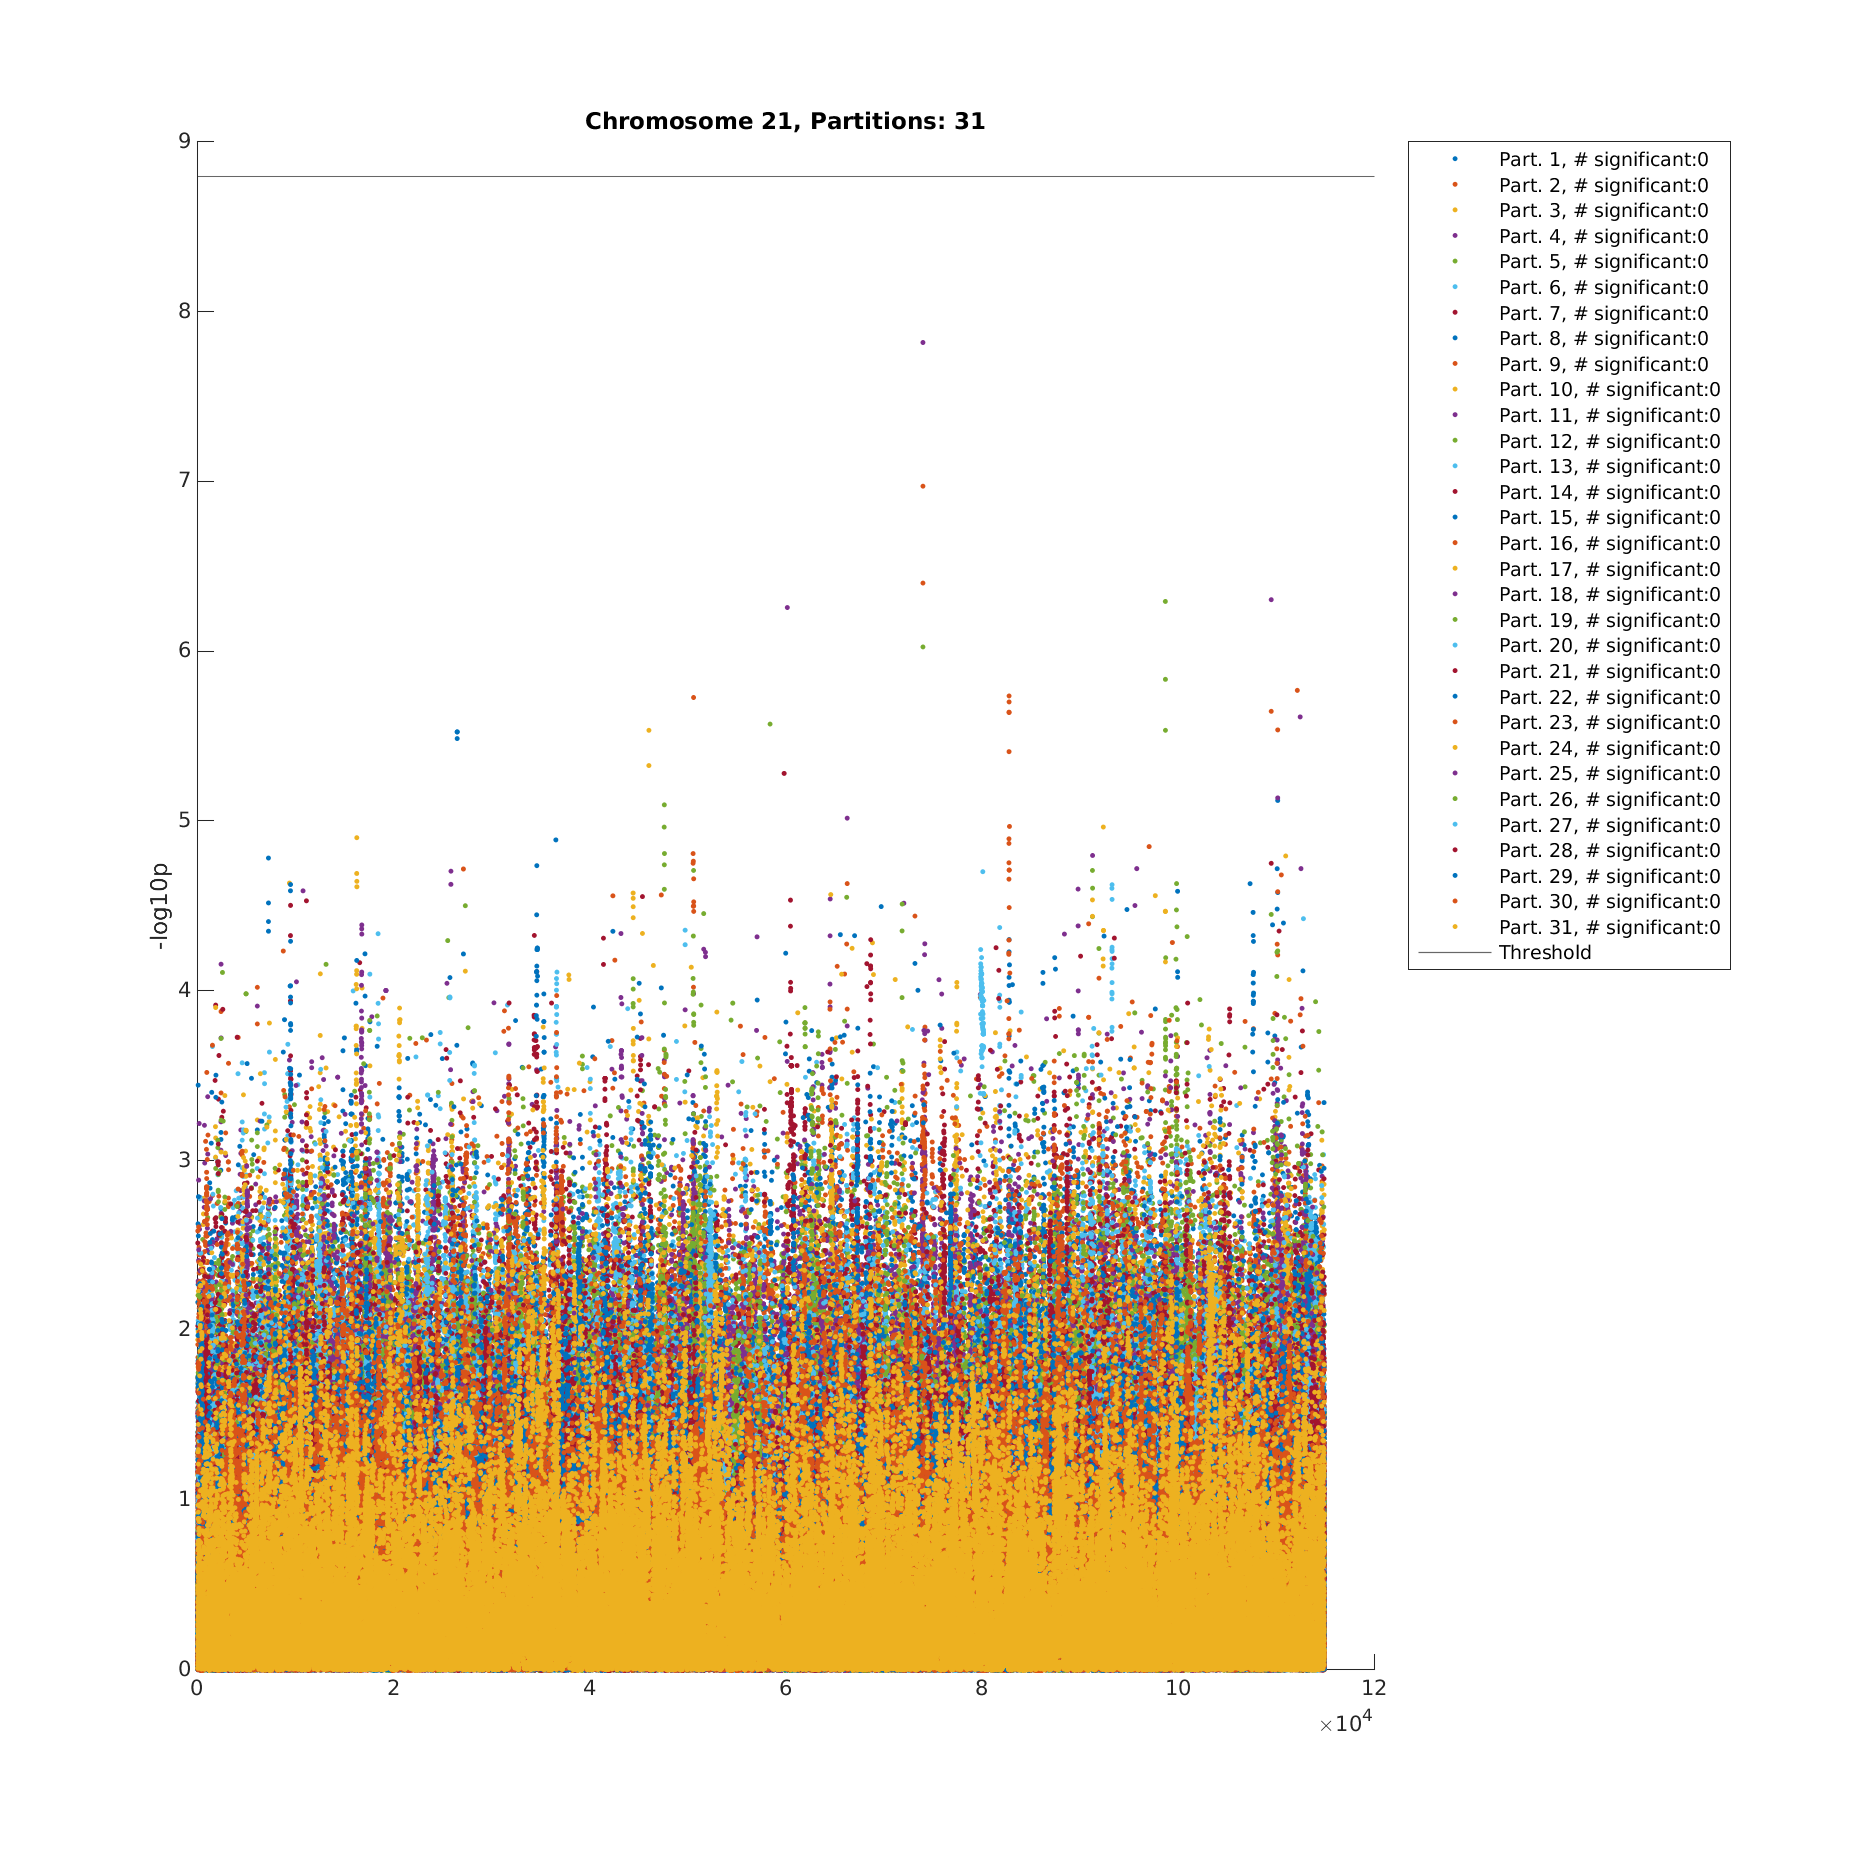 Chromosome 21, Partitions: 31
9
8
7
6
5
4
3
2
1
0
-log10p
0 2 4 6 8 10 12
×10^4
Part. 1, # significant:0
Part. 2, # significant:0
Part. 3, # significant:0
Part. 4, # significant:0
Part. 5, # significant:0
Part. 6, # significant:0
Part. 7, # significant:0
Part. 8, # significant:0
Part. 9, # significant:0
Part. 10, # significant:0
Part. 11, # significant:0
Part. 12, # significant:0
Part. 13, # significant:0
Part. 14, # significant:0
Part. 15, # significant:0
Part. 16, # significant:0
Part. 17, # significant:0
Part. 18, # significant:0
Part. 19, # significant:0
Part. 20, # significant:0
Part. 21, # significant:0
Part. 22, # significant:0
Part. 23, # significant:0
Part. 24, # significant:0
Part. 25, # significant:0
Part. 26, # significant:0
Part. 27, # significant:0
Part. 28, # significant:0
Part. 29, # significant:0
Part. 30, # significant:0
Part. 31, # significant:0
Threshold